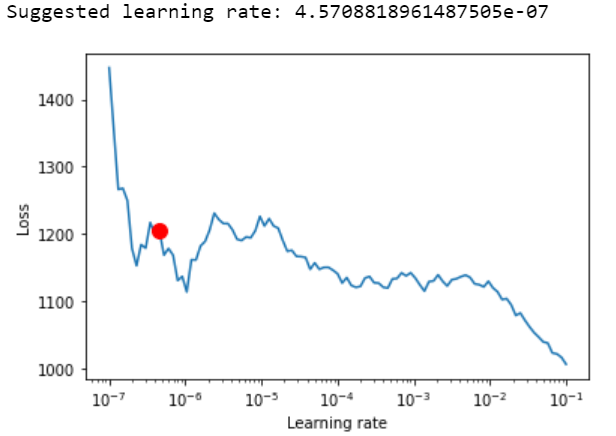 Suggested learning rate: 4.5708818961487505e-07
1400
1300
1200
1100
1000
Loss
10⁻⁷ 10⁻⁶ 10⁻⁵ 10⁻⁴ 10⁻³ 10⁻² 10⁻¹
Learning rate